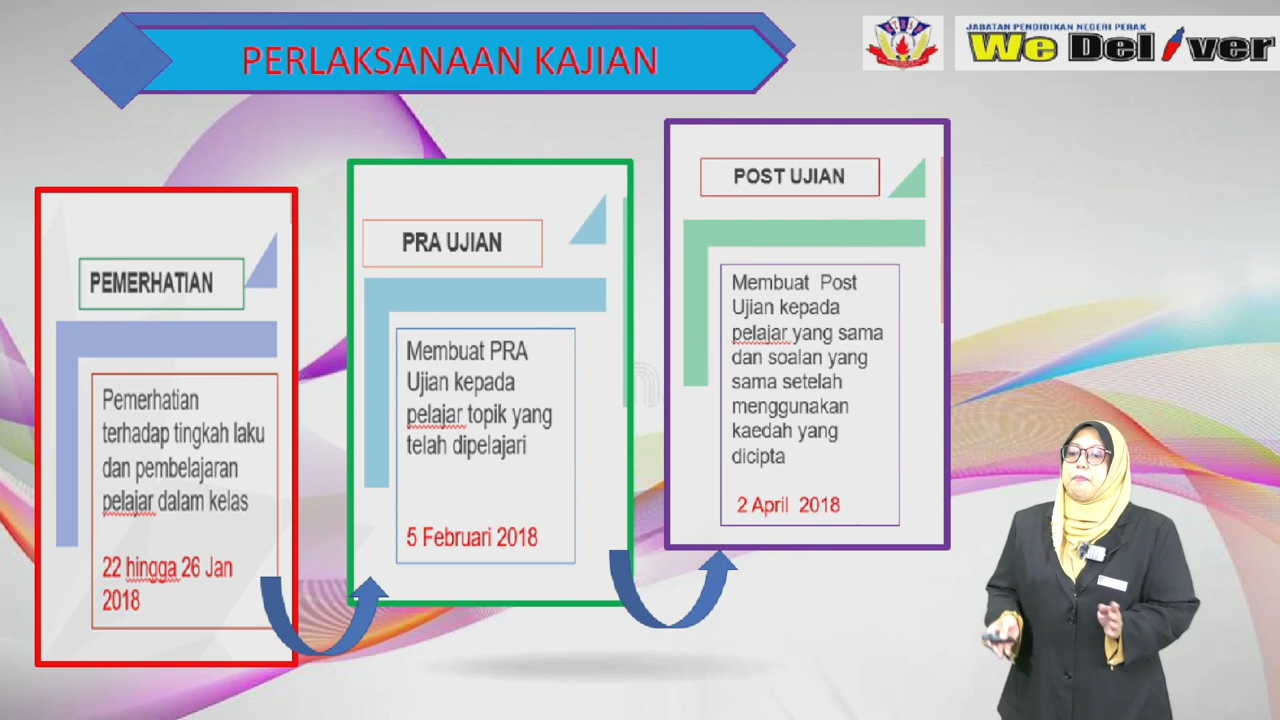 PERLAKSANAAN KAJIAN
JABATAN PENDIDIKAN NEGERI PERAK
We Deliver
PEMERHATIAN
Pemerhatian
terhadap tingkah laku
dan pembelajaran
pelajar dalam kelas
22 hingga 26 Jan
2018
PRA UJIAN
Membuat PRA
Ujian kepada
pelajar topik yang
telah dipelajari
5 Februari 2018
POST UJIAN
Membuat Post
Ujian kepada
pelajar yang sama
dan soalan yang
sama setelah
menggunakan
kaedah yang
dicipta
2 April 2018